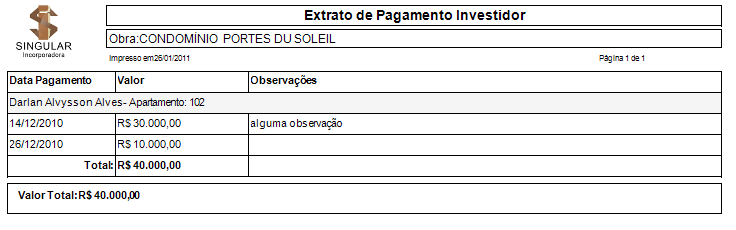 SINGULAR
Incorporadora
Extrato de Pagamento Investidor
Obra:CONDOMÍNIO PORTES DU SOLEIL
Impresso em26/01/2011 Página 1 de 1
Data Pagamento Valor Observações
Darlan Alvysson Alves- Apartamento: 102
14/12/2010 R$ 30.000,00 alguma observação
26/12/2010 R$ 10.000,00
Total: R$ 40.000,00
Valor Total:R$ 40.000,00